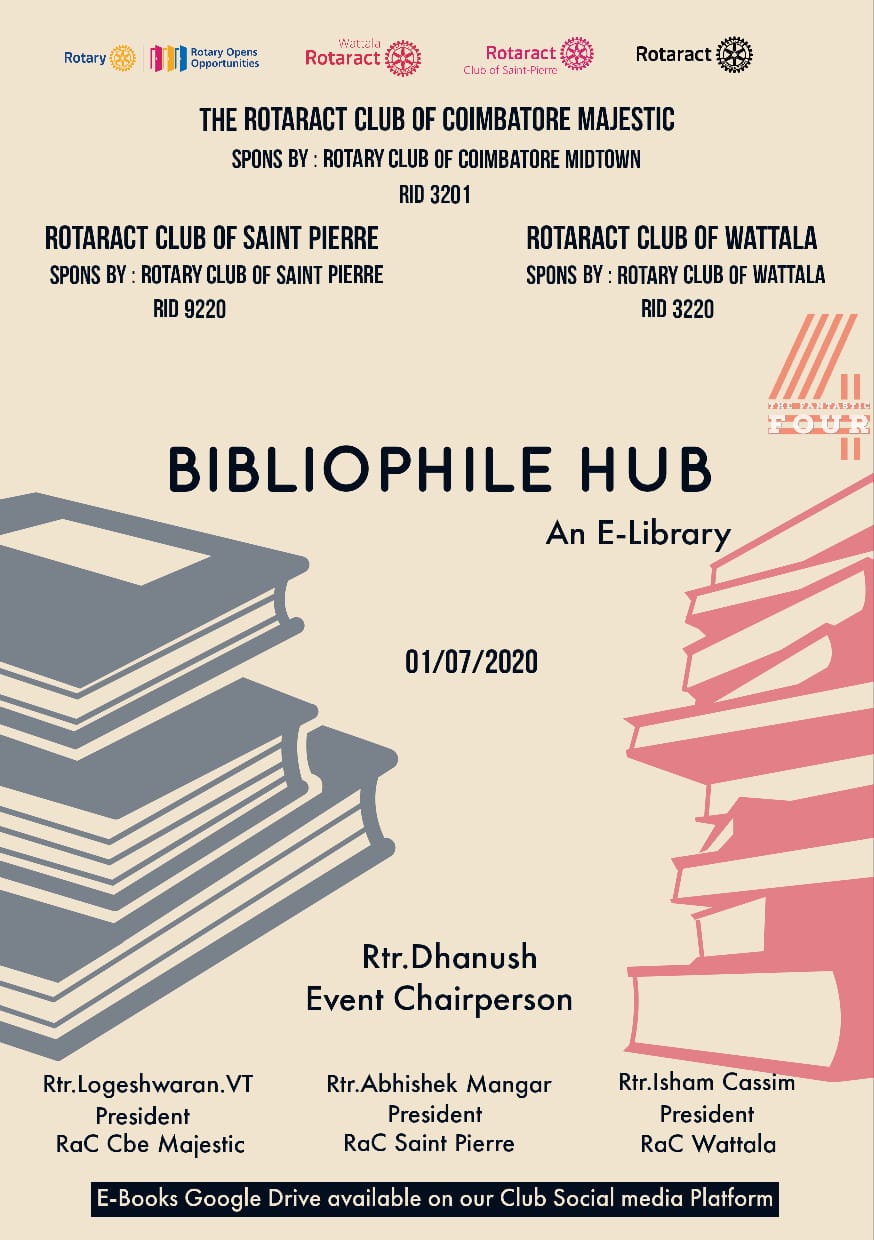 Rotary
Rotary Opens
Opportunities
Wattala
Rotaract
Rotaract
Club of Saint-Pierre
Rotaract
THE ROTARACT CLUB OF COIMBATORE MAJESTIC
SPONS BY : ROTARY CLUB OF COIMBATORE MIDTOWN
RID 3201
ROTARACT CLUB OF SAINT PIERRE
SPONS BY : ROTARY CLUB OF SAINT PIERRE
RID 9220
ROTARACT CLUB OF WATTALA
SPONS BY : ROTARY CLUB OF WATTALA
RID 3220
4
THE FANTASTIC
FOUR
BIBLIOPHILE HUB
An E-Library
01/07/2020
Rtr.Dhanush
Event Chairperson
Rtr.Logeshwaran.VT
President
RaC Cbe Majestic
Rtr.Abhishek Mangar
President
RaC Saint Pierre
Rtr.Isham Cassim
President
RaC Wattala
E-Books Google Drive available on our Club Social media Platform